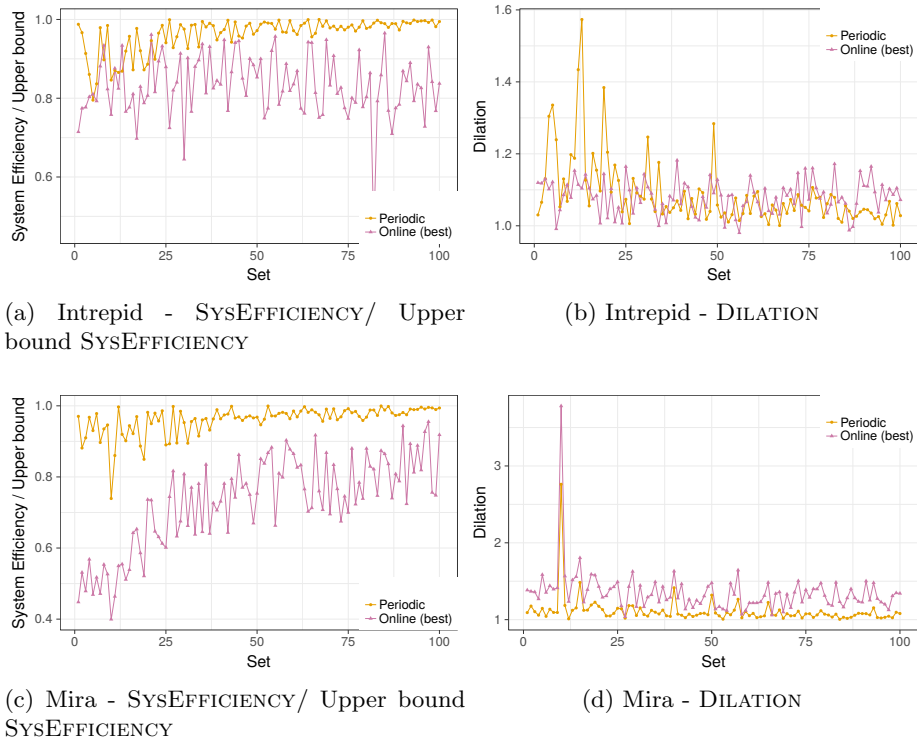 System Efficiency / Upper bound
1.0
0.8
0.6
0 25 50 75 100
Set
Periodic
Online (best)
(a) Intrepid - SYSEFFICIENCY/ Upper
bound SYSEFFICIENCY
Dilation
1.6
1.4
1.2
1.0
0 25 50 75 100
Set
Periodic
Online (best)
(b) Intrepid - DILATION
System Efficiency / Upper bound
1.0
0.8
0.6
0.4
0 25 50 75 100
Set
Periodic
Online (best)
(c) Mira - SYSEFFICIENCY/ Upper bound
SYSEFFICIENCY
Dilation
3
2
1
0 25 50 75 100
Set
Periodic
Online (best)
(d) Mira - DILATION